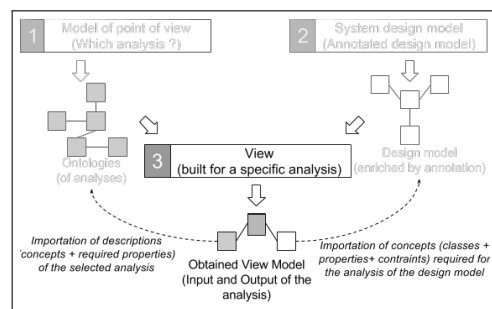 1
Model of point of view
(Which analysis ?)
2
System design model
(Annotated design model)
Ontologies
(of analyses)
3
View
(built for a specific analysis)
Design model
(enriched by annotation)
Importation of descriptions
(concepts + required properties)
of the selected analysis
Obtained View Model
(Input and Output of the
analysis)
Importation of concepts (classes +
properties+ contraints) required for
the analysis of the design model